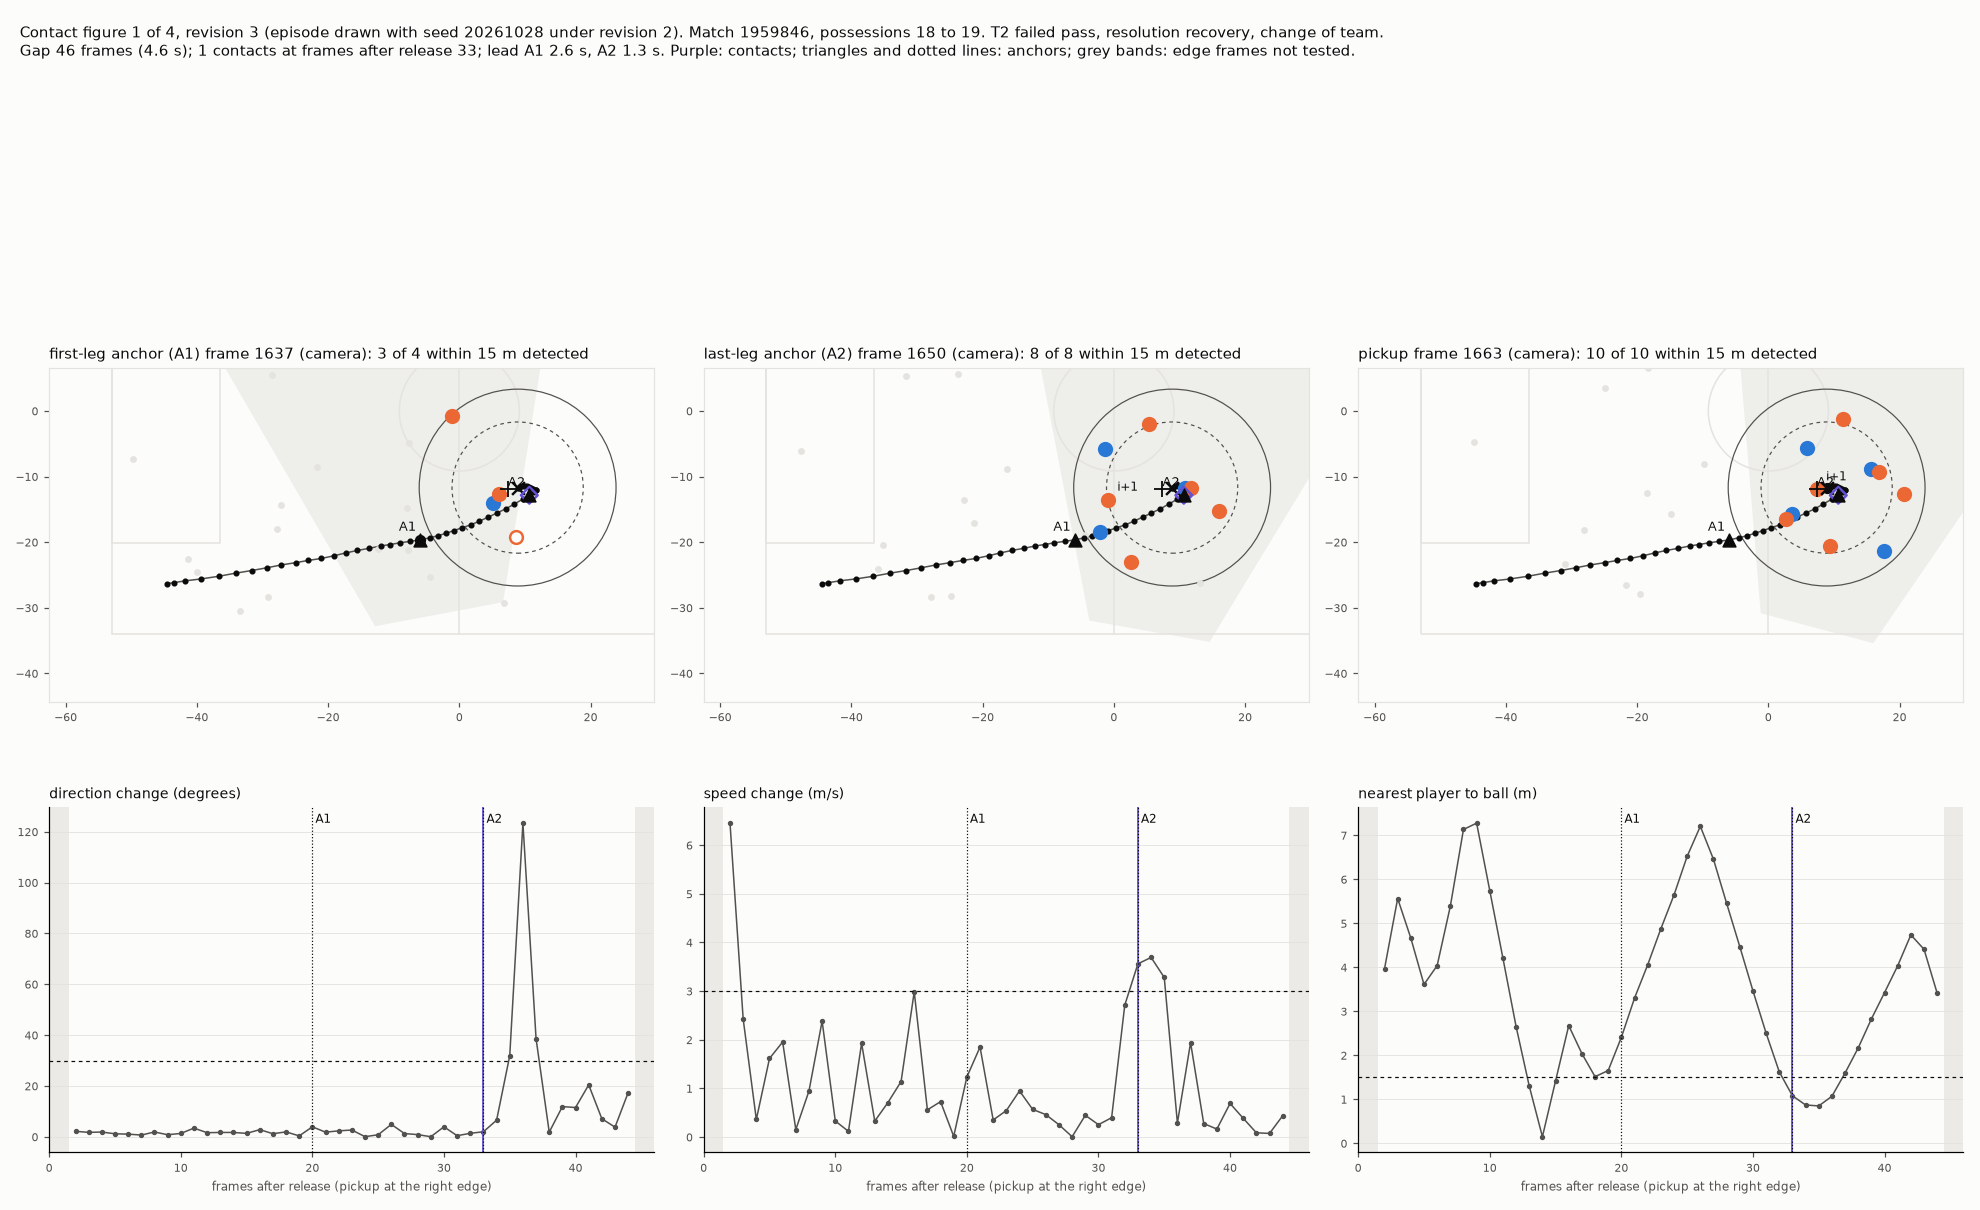 Contact figure 1 of 4, revision 3 (episode drawn with seed 20261028 under revision 2). Match 1959846, possessions 18 to 19. T2 failed pass, resolution recovery, change of team.
Gap 46 frames (4.6 s); 1 contacts at frames after release 33; lead A1 2.6 s, A2 1.3 s. Purple: contacts; triangles and dotted lines: anchors; grey bands: edge frames not tested.
first-leg anchor (A1) frame 1637 (camera): 3 of 4 within 15 m detected
0
−10
−20
−30
−40
A2
A1
−60
−40
−20
0
20
last-leg anchor (A2) frame 1650 (camera): 8 of 8 within 15 m detected
0
−10
−20
−30
−40
A2
i+1
A1
−60
−40
−20
0
20
pickup frame 1663 (camera): 10 of 10 within 15 m detected
0
−10
−20
−30
−40
i+1
A2
A1
−60
−40
−20
0
20
direction change (degrees)
120
100
80
60
40
20
0
A1
A2
0
10
20
30
40
frames after release (pickup at the right edge)
speed change (m/s)
6
5
4
3
2
1
0
A1
A2
0
10
20
30
40
frames after release (pickup at the right edge)
nearest player to ball (m)
7
6
5
4
3
2
1
0
A1
A2
0
10
20
30
40
frames after release (pickup at the right edge)